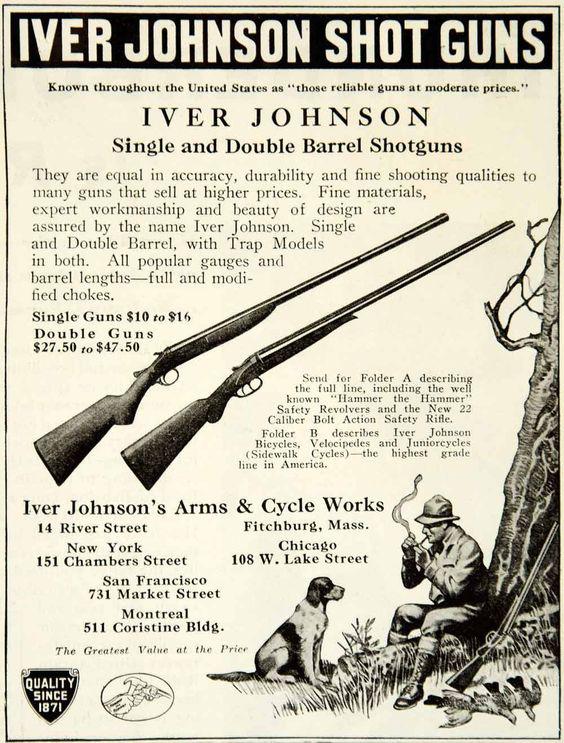 IVER JOHNSON SHOT GUNS
Known throughout the United States as "those reliable guns at moderate prices."
IVER JOHNSON
Single and Double Barrel Shotguns
They are equal in accuracy, durability and fine shooting qualities to
many guns that sell at higher prices. Fine materials,
expert workmanship and beauty of design are
assured by the name Iver Johnson. Single
and Double Barrel, with Trap Models
in both. All popular gauges and
barrel lengths—full and modi-
fied chokes.
Single Guns $10 to $16
Double Guns
$27.50 to $47.50
Send for Folder A describing
the full line, including the well
known "Hammer the Hammer"
Safety Revolvers and the New 22
Caliber Bolt Action Safety Rifle.
Folder B describes Iver Johnson
Bicycles, Velocipedes and Juniorcycles
(Sidewalk Cycles)—the highest grade
line in America.
Iver Johnson's Arms & Cycle Works
14 River Street Fitchburg, Mass.
New York Chicago
151 Chambers Street 108 W. Lake Street
San Francisco
731 Market Street
Montreal
511 Coristine Bldg.
The Greatest Value at the Price
QUALITY
SINCE
1871